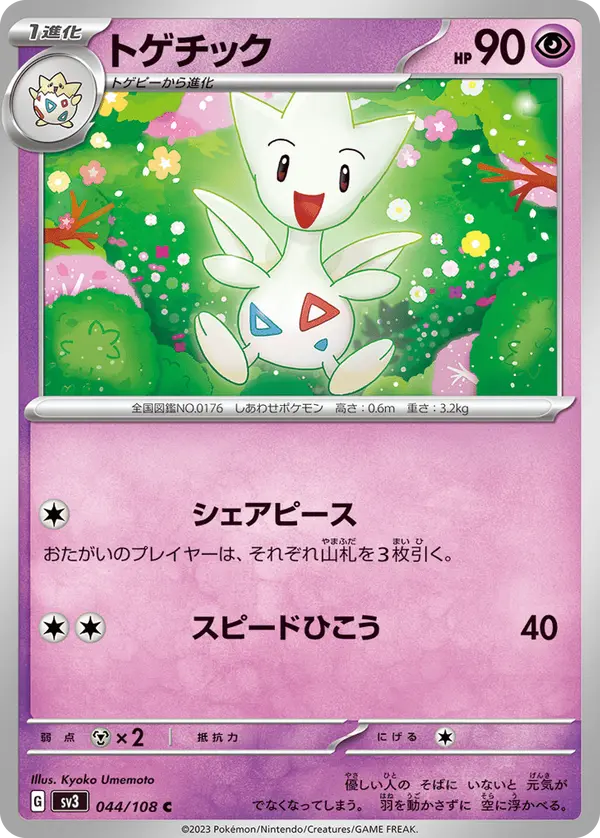 1進化
トゲチック
HP 90
トゲピーから進化
全国図鑑NO.0176 しあわせポケモン 高さ:0.6m 重さ:3.2kg
シェアピース
おたがいのプレイヤーは、それぞれ山札を3枚引く。
スピードひこう 40
弱点 ×2 抵抗力 にげる
Illus. Kyoko Umemoto
優しい人の そばに いないと 元気が
でなくなってしまう。 羽を動かさずに 空に浮かべる。
G sv3 044/108 C
©2023 Pokémon/Nintendo/Creatures/GAME FREAK.